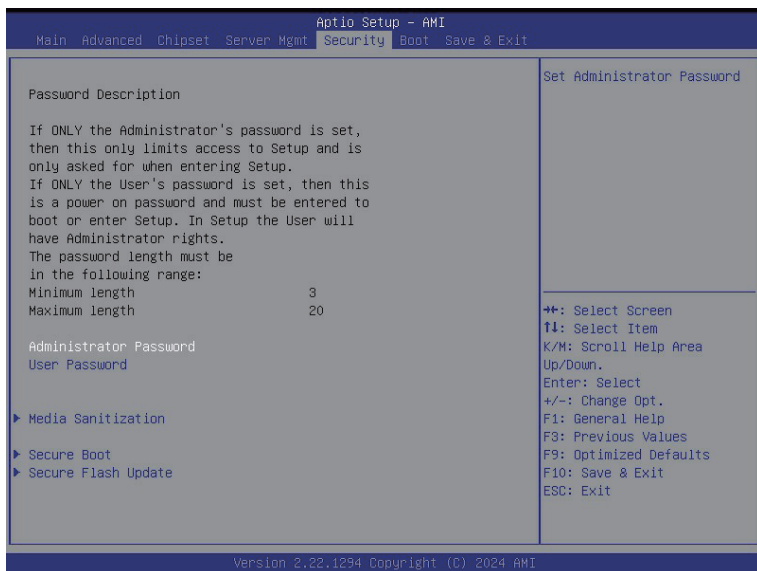 Aptio Setup - AMI
Main Advanced Chipset Server Mgmt Security Boot Save & Exit
Password Description
If ONLY the Administrator's password is set,
then this only limits access to Setup and is
only asked for when entering Setup.
If ONLY the User's password is set, then this
is a power on password and must be entered to
boot or enter Setup. In Setup the User will
have Administrator rights.
The password length must be
in the following range:
Minimum length 3
Maximum length 20
Administrator Password
User Password
Media Sanitization
Secure Boot
Secure Flash Update
Set Administrator Password
→←: Select Screen
↑↓: Select Item
K/M: Scroll Help Area
Up/Down.
Enter: Select
+/-: Change Opt.
F1: General Help
F3: Previous Values
F9: Optimized Defaults
F10: Save & Exit
ESC: Exit
Version 2.22.1294 Copyright (C) 2024 AMI